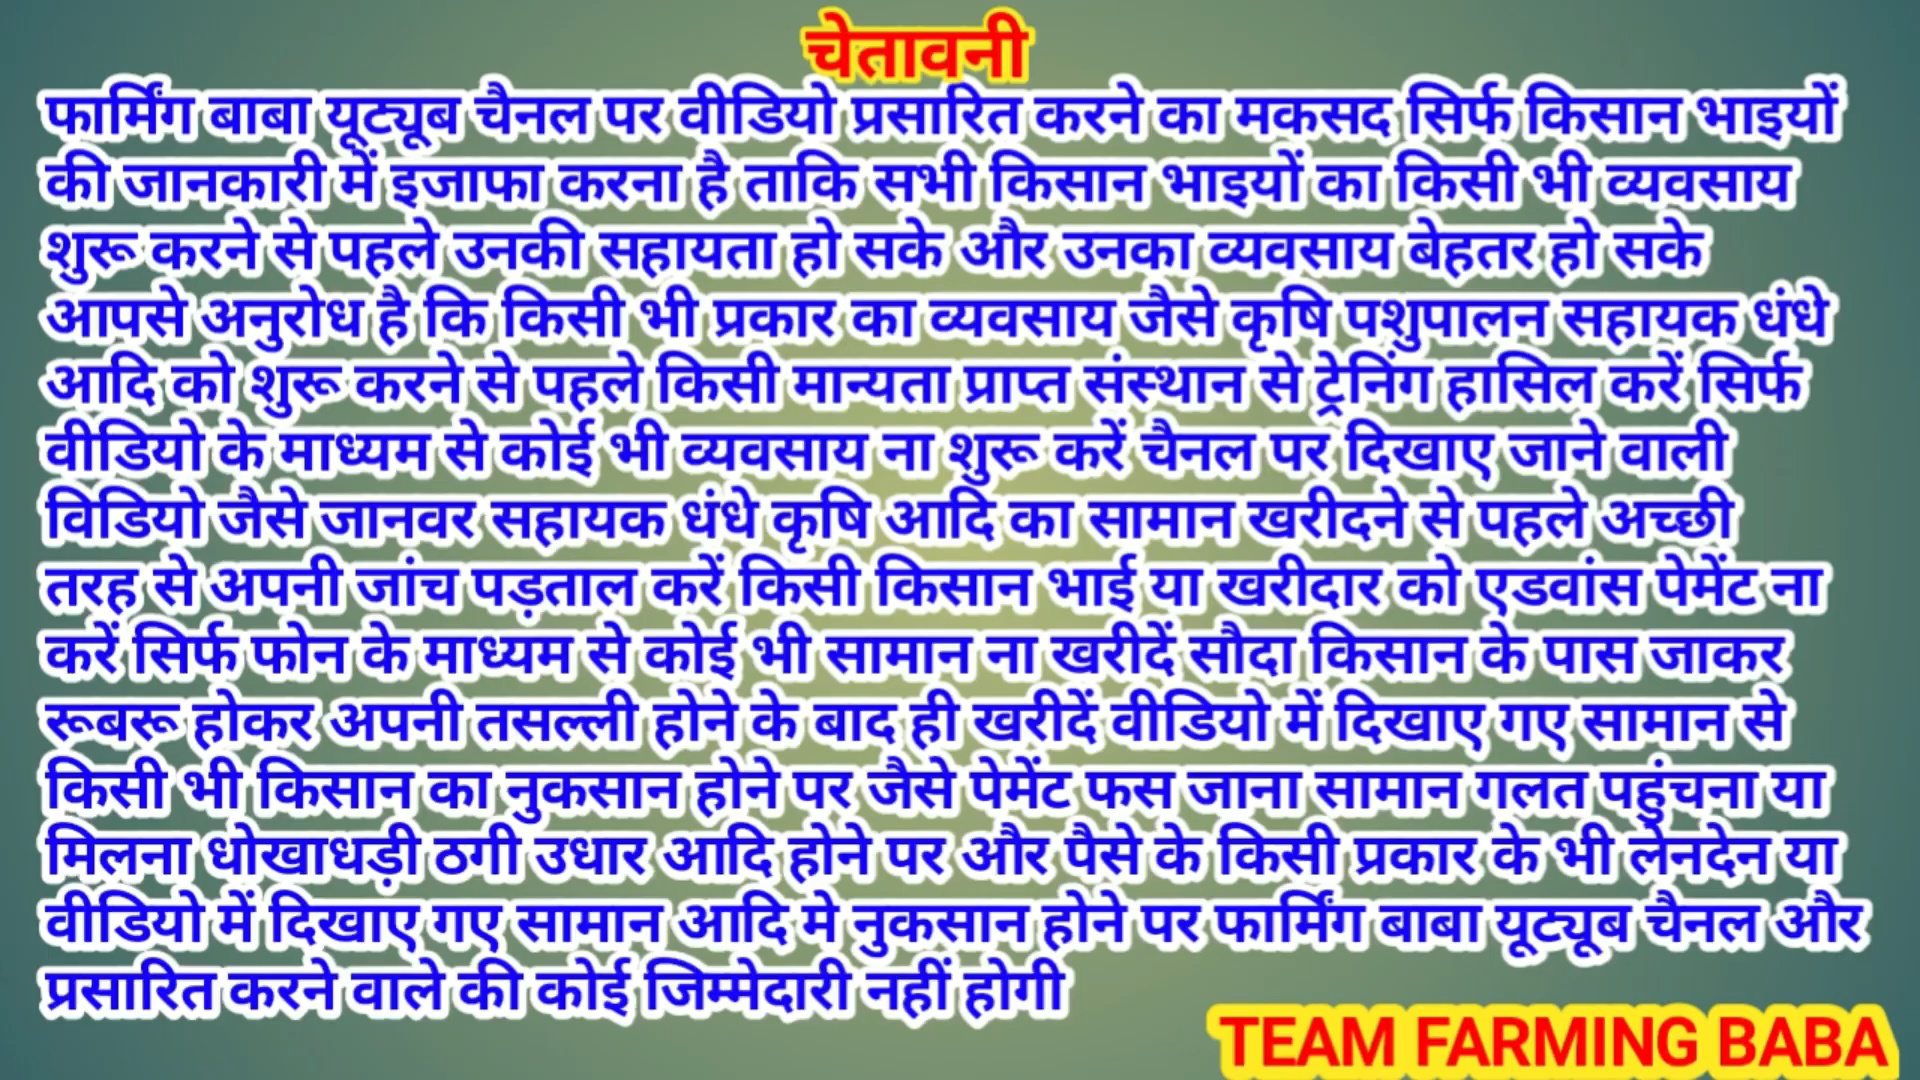 चेतावनी
फार्मिंग बाबा यूट्यूब चैनल पर वीडियो प्रसारित करने का मकसद सिर्फ किसान भाइयों
की जानकारी में इजाफा करना है ताकि सभी किसान भाइयों का किसी भी व्यवसाय
शुरू करने से पहले उनकी सहायता हो सके और उनका व्यवसाय बेहतर हो सके
आपसे अनुरोध है कि किसी भी प्रकार का व्यवसाय जैसे कृषि पशुपालन सहायक धंधे
आदि को शुरू करने से पहले किसी मान्यता प्राप्त संस्थान से ट्रेनिंग हासिल करें सिर्फ
वीडियो के माध्यम से कोई भी व्यवसाय ना शुरू करें चैनल पर दिखाए जाने वाली
विडियो जैसे जानवर सहायक धंधे कृषि आदि का सामान खरीदने से पहले अच्छी
तरह से अपनी जांच पड़ताल करें किसी किसान भाई या खरीदार को एडवांस पेमेंट ना
करें सिर्फ फोन के माध्यम से कोई भी सामान ना खरीदें सौदा किसान के पास जाकर
रूबरू होकर अपनी तसल्ली होने के बाद ही खरीदें वीडियो में दिखाए गए सामान से
किसी भी किसान का नुकसान होने पर जैसे पेमेंट फस जाना सामान गलत पहुंचना या
मिलना धोखाधड़ी ठगी उधार आदि होने पर और पैसे के किसी प्रकार के भी लेनदेन या
वीडियो में दिखाए गए सामान आदि मे नुकसान होने पर फार्मिंग बाबा यूट्यूब चैनल और
प्रसारित करने वाले की कोई जिम्मेदारी नहीं होगी
TEAM FARMING BABA